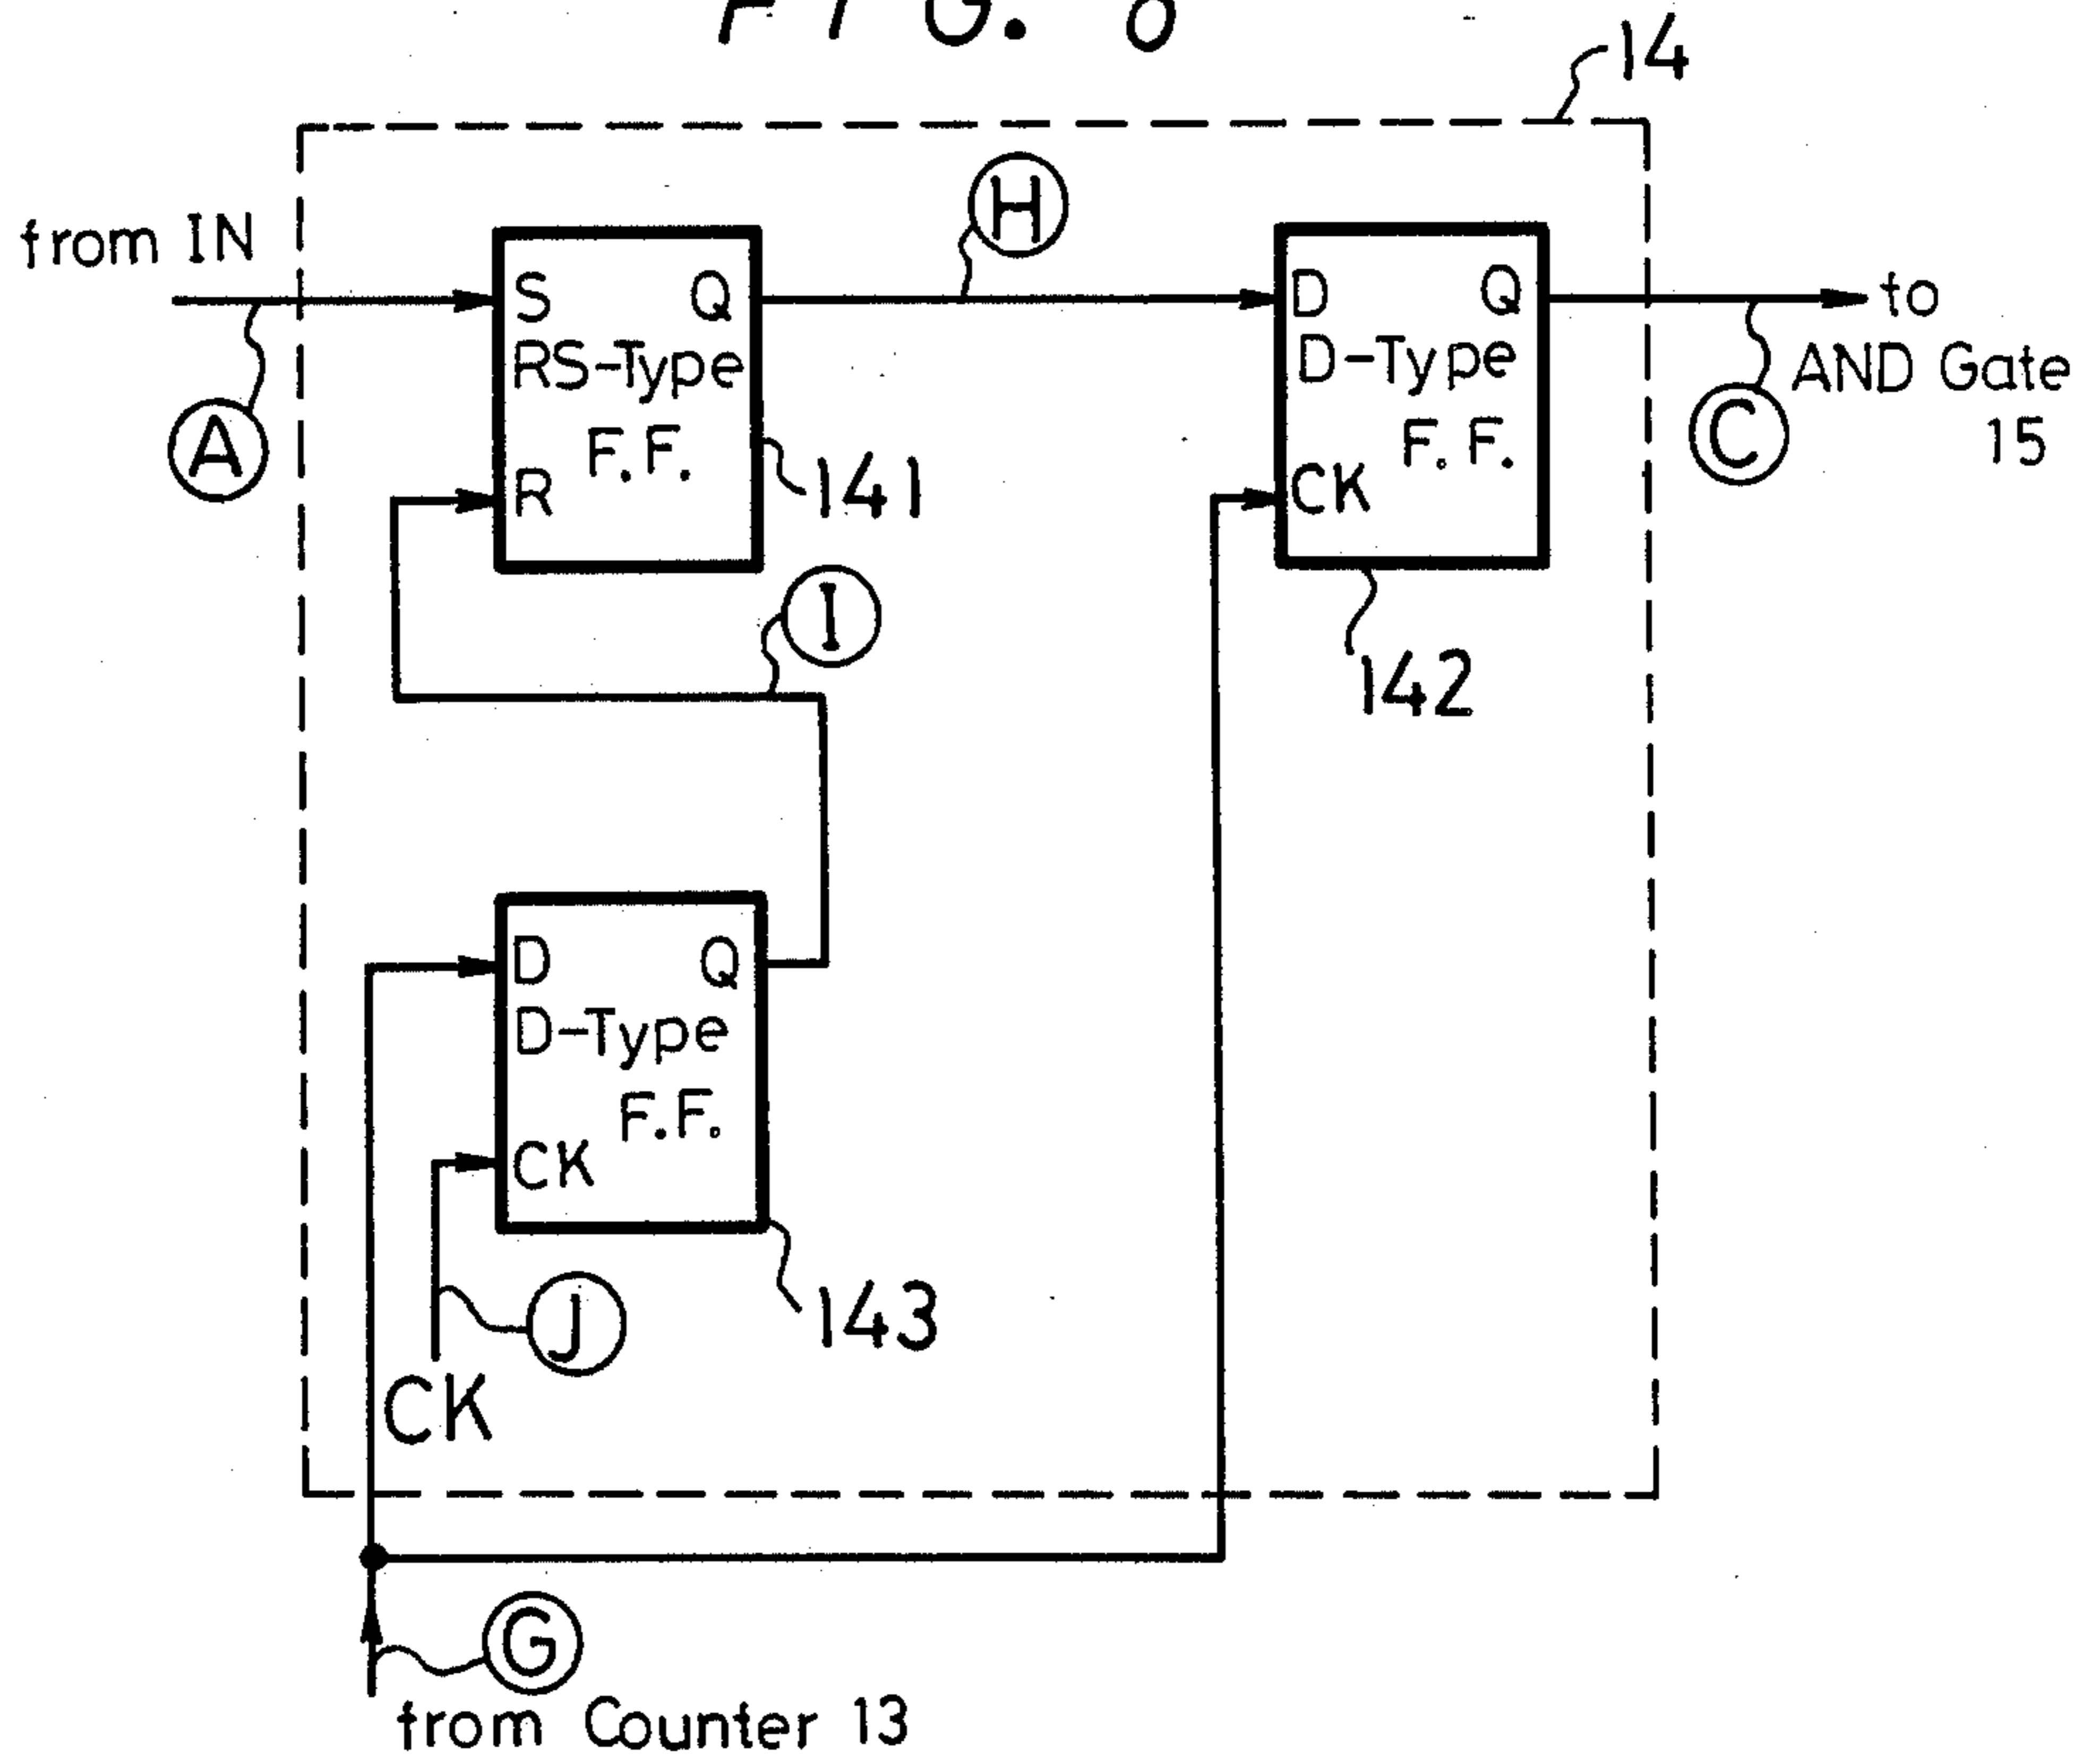 FIG.
14
from IN
H
S Q
RS-Type
F.F.
R
141
A
D Q
D-Type
F.F.
CK
142
to
AND Gate
15
C
I
D Q
D-Type
F.F.
CK
143
J
CK
G
from Counter 13